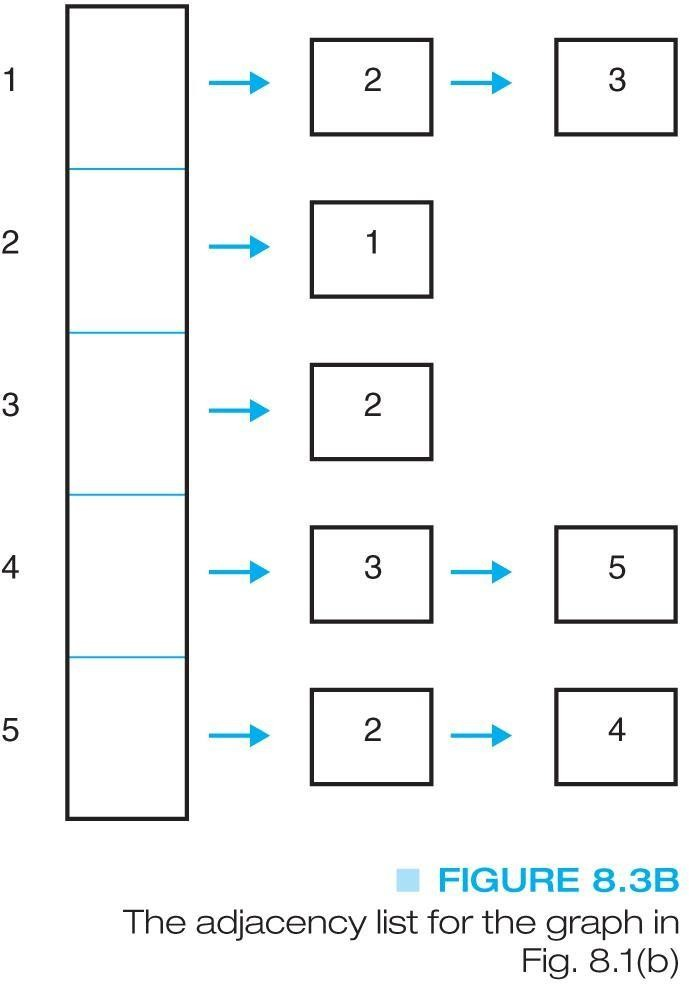 1 2 3
2 1
3 2
4 3 5
5 2 4
FIGURE 8.3B
The adjacency list for the graph in
Fig. 8.1(b)